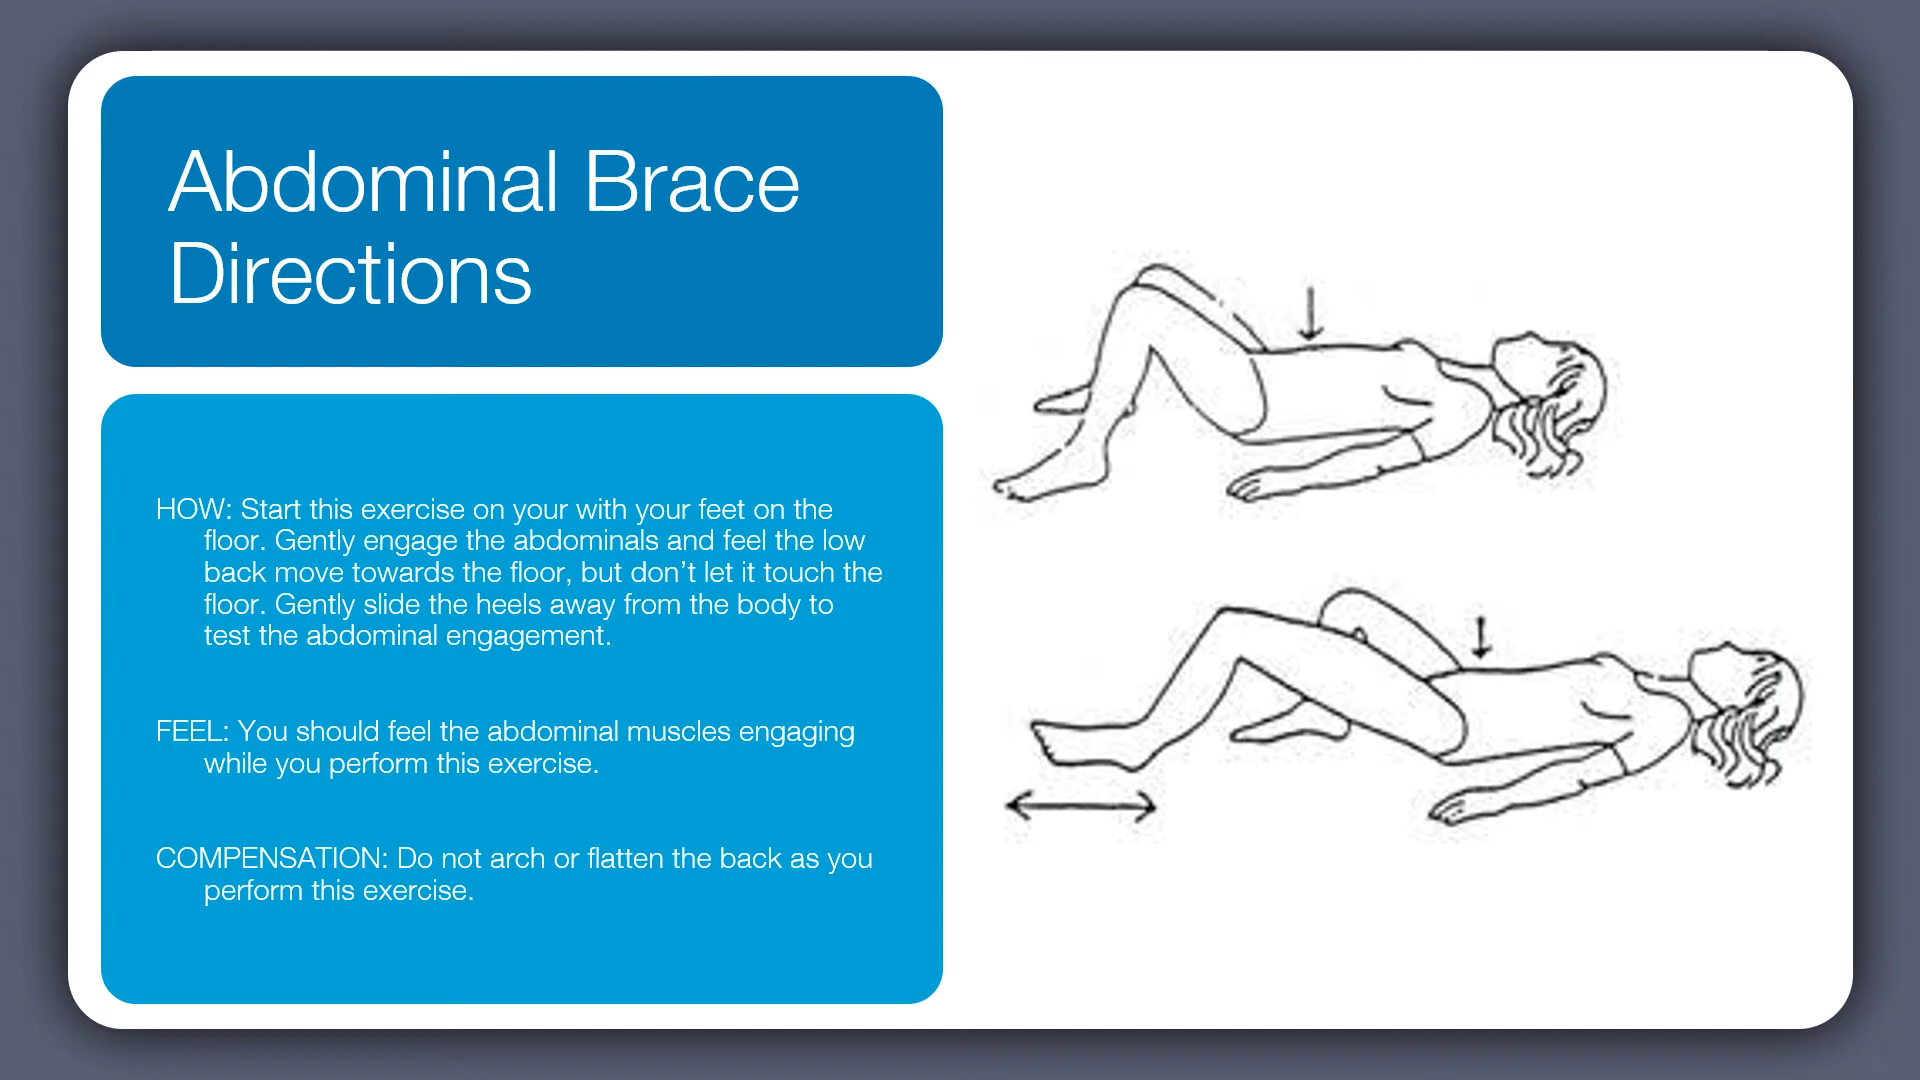 Abdominal Brace
Directions
HOW: Start this exercise on your with your feet on the
floor. Gently engage the abdominals and feel the low
back move towards the floor, but don’t let it touch the
floor. Gently slide the heels away from the body to
test the abdominal engagement.
FEEL: You should feel the abdominal muscles engaging
while you perform this exercise.
COMPENSATION: Do not arch or flatten the back as you
perform this exercise.